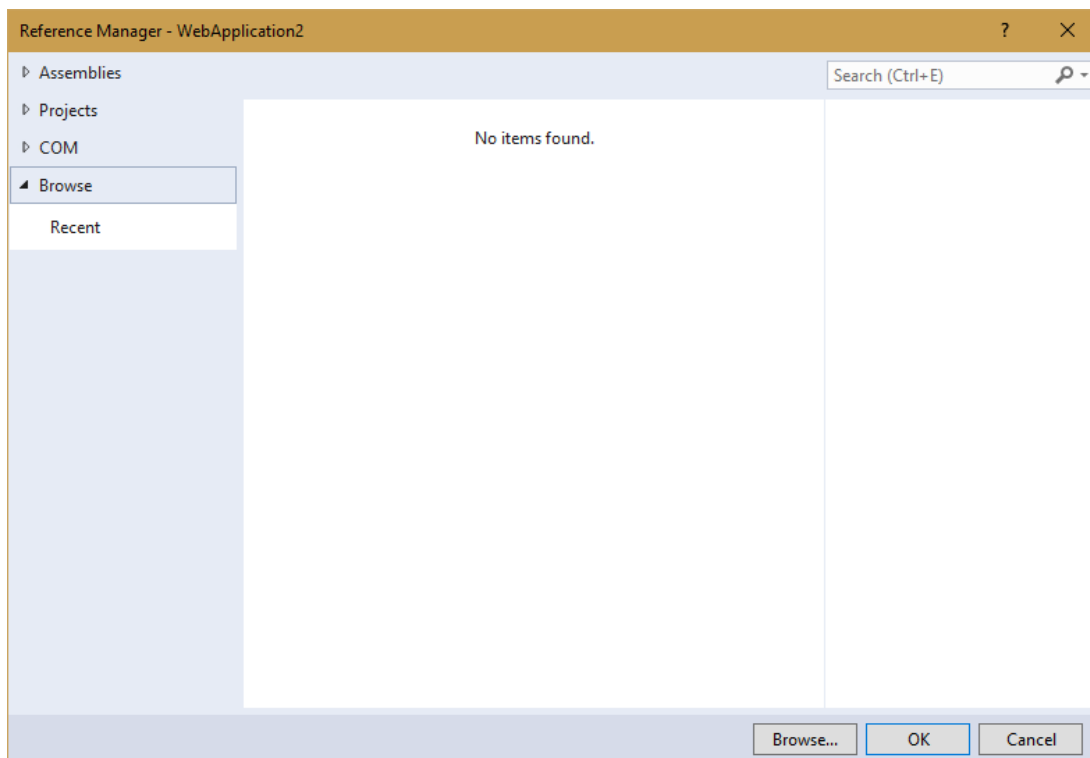 Reference Manager - WebApplication2
?
Assemblies
Search (Ctrl+E)
Projects
No items found.
COM
Browse
Recent
Browse...
OK
Cancel